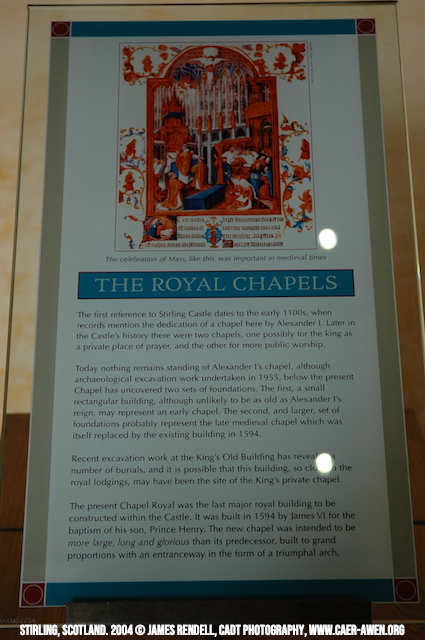 The celebration of Mass, like this, was important in medieval times
THE ROYAL CHAPELS
The first reference to Stirling Castle dates to the early 1100s, when
records mention the dedication of a chapel here by Alexander I. Later in
the Castle's history there were two chapels, one possibly for the king as
a private place of prayer, and the other for more public worship.
Today nothing remains standing of Alexander I's chapel, although
archaeological excavation work undertaken in 1955, below the present
Chapel has uncovered two sets of foundations. The first, a small
rectangular building, although unlikely to be as old as Alexander I's
reign, may represent an early chapel. The second, and larger, set of
foundations probably represent the late medieval chapel which was
itself replaced by the existing building in 1594.
Recent excavation work at the King's Old Building has revealed a
number of burials, and it is possible that this building, so close to the
royal lodgings, may have been the site of the King's private chapel.
The present Chapel Royal was the last major royal building to be
constructed within the Castle. It was built in 1594 by James VI for the
baptism of his son, Prince Henry. The new chapel was intended to be
more large, long and glorious than its predecessor, built to grand
proportions with an entranceway in the form of a triumphal arch.
STIRLING, SCOTLAND. 2004 © JAMES RENDELL, CADT PHOTOGRAPHY, WWW.CAER-AWEN.ORG